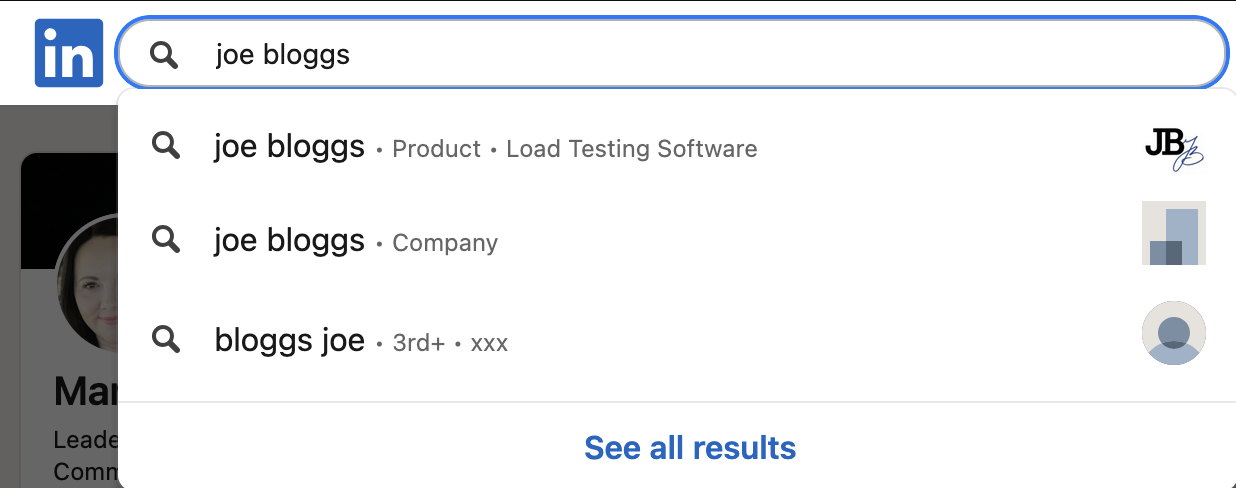 in joe bloggs
joe bloggs • Product • Load Testing Software JB JB
joe bloggs • Company
bloggs joe • 3rd+ • xxx
Mar
Leade
Comm
See all results